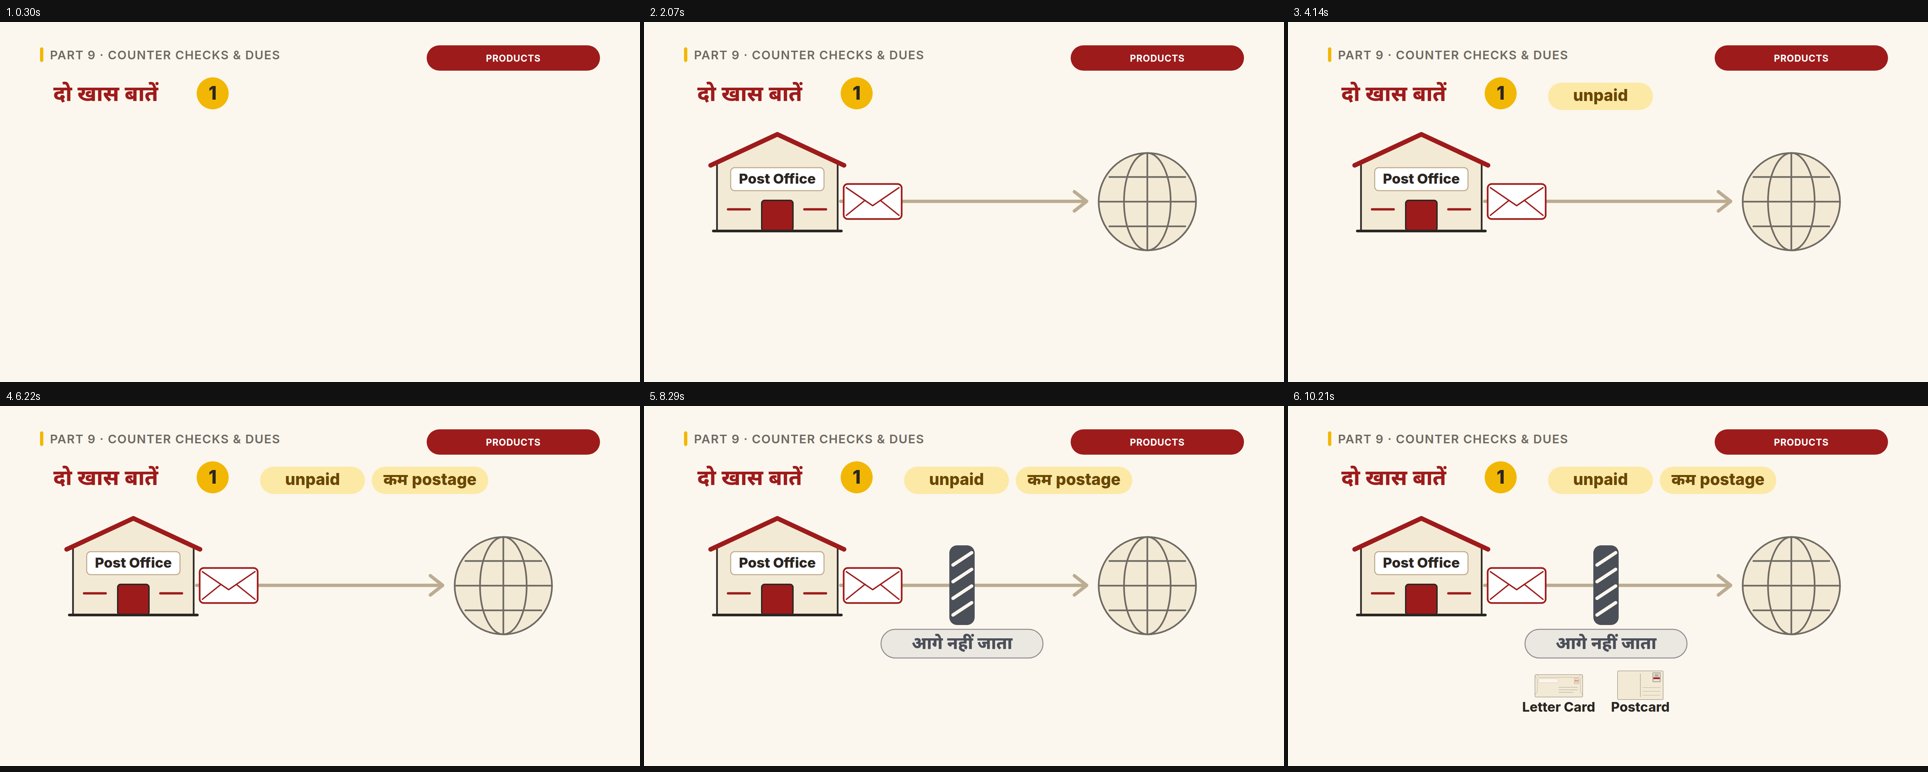 1. 0.30s
PART 9 · COUNTER CHECKS & DUES
PRODUCTS
दो खास बातें
1
2. 2.07s
PART 9 · COUNTER CHECKS & DUES
PRODUCTS
दो खास बातें
1
Post Office
3. 4.14s
PART 9 · COUNTER CHECKS & DUES
PRODUCTS
दो खास बातें
1
unpaid
Post Office
4. 6.22s
PART 9 · COUNTER CHECKS & DUES
PRODUCTS
दो खास बातें
1
unpaid
कम postage
Post Office
5. 8.29s
PART 9 · COUNTER CHECKS & DUES
PRODUCTS
दो खास बातें
1
unpaid
कम postage
Post Office
आगे नहीं जाता
6. 10.21s
PART 9 · COUNTER CHECKS & DUES
PRODUCTS
दो खास बातें
1
unpaid
कम postage
Post Office
आगे नहीं जाता
Letter Card
Postcard